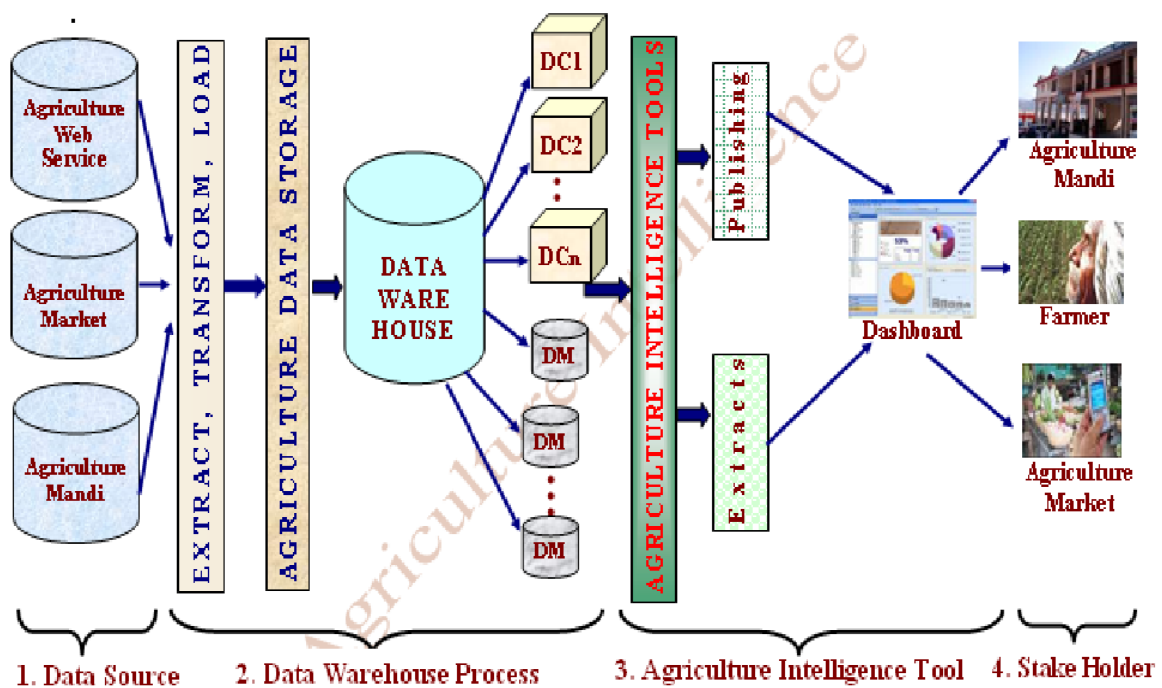 Agriculture
Web
Service
Agriculture
Market
Agriculture
Mandi
EXTRACT, TRANSFORM, LOAD
AGRICULTURE DATA STORAGE
DATA
WARE
HOUSE
DC1
DC2
DCn
DM
DM
DM
AGRICULTURE INTELLIGENCE TOOLS
Publishing
Extracts
Dashboard
Agriculture
Mandi
Farmer
Agriculture
Market
Agriculture Intelligence
1. Data Source
2. Data Warehouse Process
3. Agriculture Intelligence Tool
4. Stake Holder